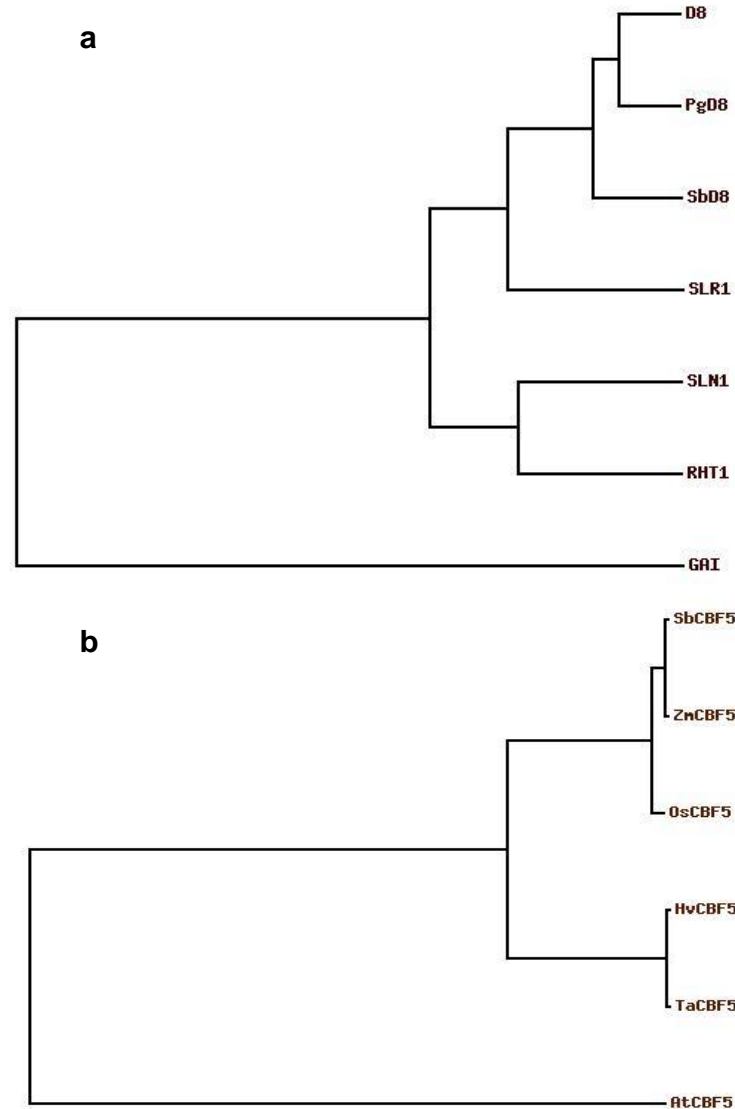 a
D8
PgD8
SbD8
SLR1
SLN1
RHT1
GAI
b
SbCBF5
ZmCBF5
OsCBF5
HvCBF5
TaCBF5
AtCBF5